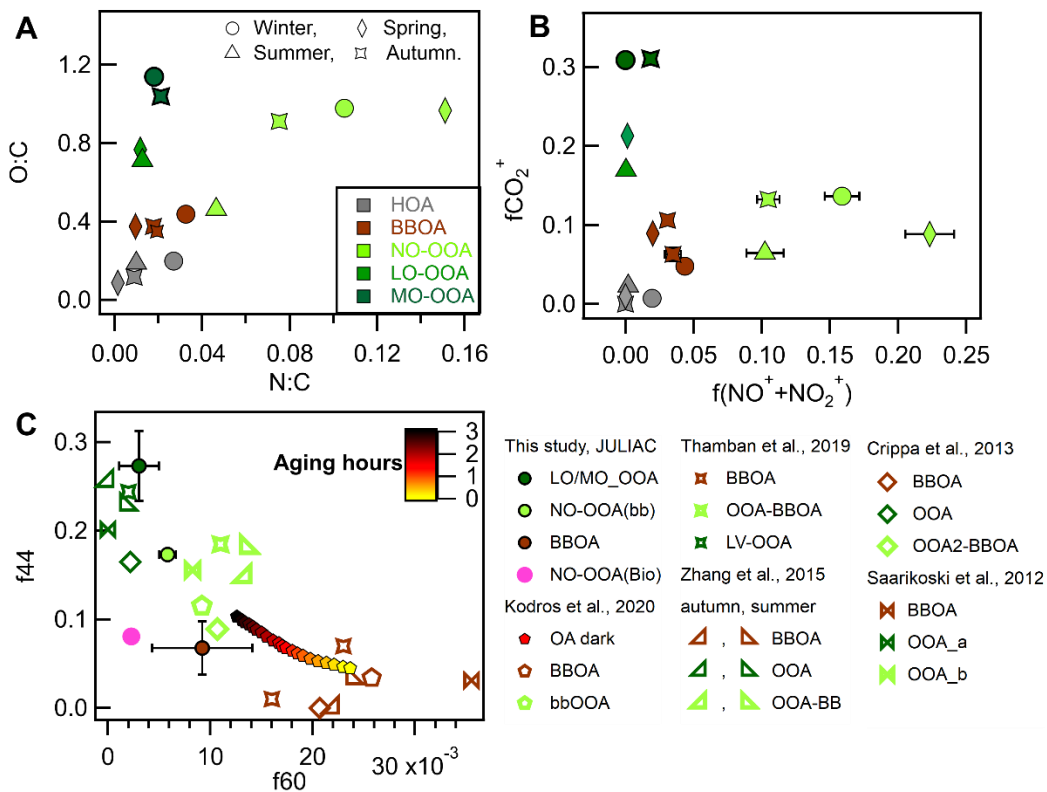 A
Winter, Spring,
Summer, Autumn.
O:C
1.2
0.8
0.4
0.0
HOA
BBOA
NO-OOA
LO-OOA
MO-OOA
0.00 0.04 0.08 0.12 0.16
N:C
B
fCO₂⁺
0.3
0.2
0.1
0.0
0.00 0.05 0.10 0.15 0.20 0.25
f(NO⁺+NO₂⁺)
C
f44
0.3
0.2
0.1
0.0
Aging hours
3
2
1
0
0 10 20 30 x10⁻³
f60
This study, JULIAC
LO/MO_OOA
NO-OOA(bb)
BBOA
NO-OOA(Bio)
Kodros et al., 2020
OA dark
BBOA
bbOOA
Thamban et al., 2019
BBOA
OOA-BBOA
LV-OOA
Zhang et al., 2015
autumn, summer
, BBOA
, OOA
, OOA-BB
Crippa et al., 2013
BBOA
OOA
OOA2-BBOA
Saarikoski et al., 2012
BBOA
OOA_a
OOA_b